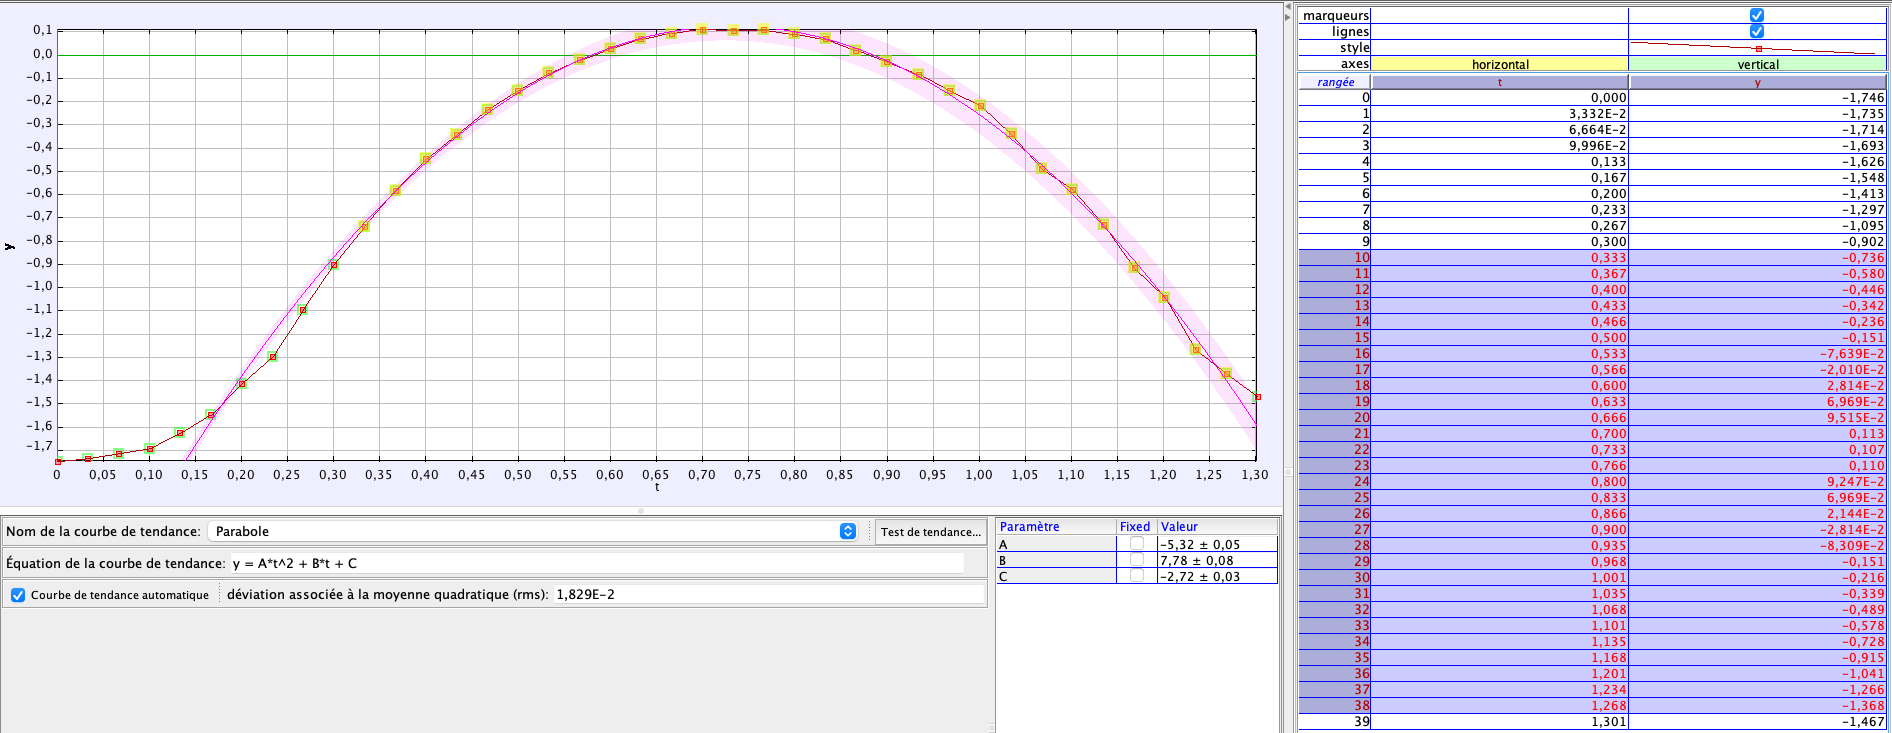 0,1
0,0
-0,1
-0,2
-0,3
-0,4
-0,5
-0,6
-0,7
-0,8
-0,9
-1,0
-1,1
-1,2
-1,3
-1,4
-1,5
-1,6
-1,7
y
0 0,05 0,10 0,15 0,20 0,25 0,30 0,35 0,40 0,45 0,50 0,55 0,60 0,65 0,70 0,75 0,80 0,85 0,90 0,95 1,00 1,05 1,10 1,15 1,20 1,25 1,30
t
Nom de la courbe de tendance: Parabole Test de tendance...
Équation de la courbe de tendance: y = A*t^2 + B*t + C
Courbe de tendance automatique déviation associée à la moyenne quadratique (rms): 1,829E-2
Paramètre Fixed Valeur
A -5,32 ± 0,05
B 7,78 ± 0,08
C -2,72 ± 0,03
marqueurs
lignes
style
axes horizontal vertical
rangée t y
0 0,000 -1,746
1 3,332E-2 -1,735
2 6,664E-2 -1,714
3 9,996E-2 -1,693
4 0,133 -1,626
5 0,167 -1,548
6 0,200 -1,413
7 0,233 -1,297
8 0,267 -1,095
9 0,300 -0,902
10 0,333 -0,736
11 0,367 -0,580
12 0,400 -0,446
13 0,433 -0,342
14 0,466 -0,236
15 0,500 -0,151
16 0,533 -7,639E-2
17 0,566 -2,010E-2
18 0,600 2,814E-2
19 0,633 6,969E-2
20 0,666 9,515E-2
21 0,700 0,113
22 0,733 0,107
23 0,766 0,110
24 0,800 9,247E-2
25 0,833 6,969E-2
26 0,866 2,144E-2
27 0,900 -2,814E-2
28 0,935 -8,309E-2
29 0,968 -0,151
30 1,001 -0,216
31 1,035 -0,339
32 1,068 -0,489
33 1,101 -0,578
34 1,135 -0,728
35 1,168 -0,915
36 1,201 -1,041
37 1,234 -1,266
38 1,268 -1,368
39 1,301 -1,467